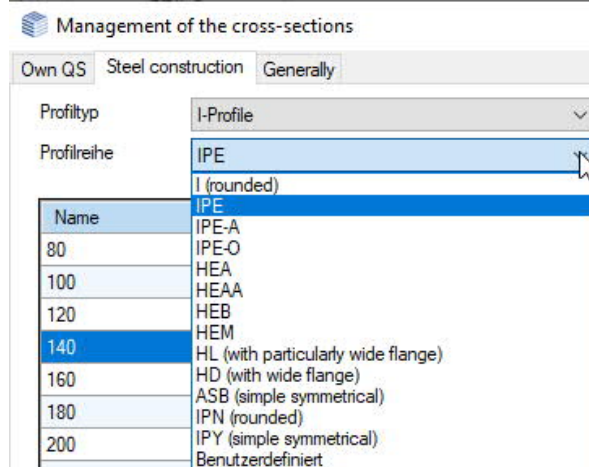 Management of the cross-sections
Own QS Steel construction Generally
Profiltyp I-Profile
Profilreihe IPE
I (rounded)
Name IPE
IPE-A
80 IPE-O
HEA
100 HEAA
120 HEB
HEM
140 HL (with particularly wide flange)
160 HD (with wide flange)
ASB (simple symmetrical)
180 IPN (rounded)
200 IPY (simple symmetrical)
Benutzerdefiniert